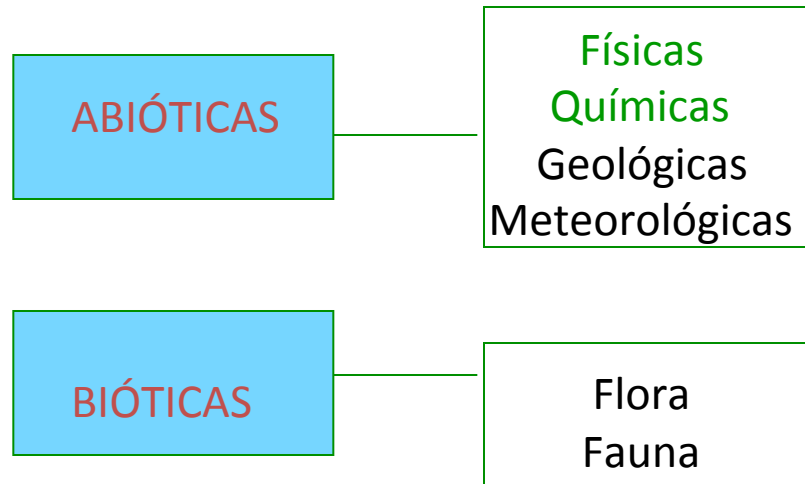 ABIÓTICAS
Físicas
Químicas
Geológicas
Meteorológicas
BIÓTICAS
Flora
Fauna